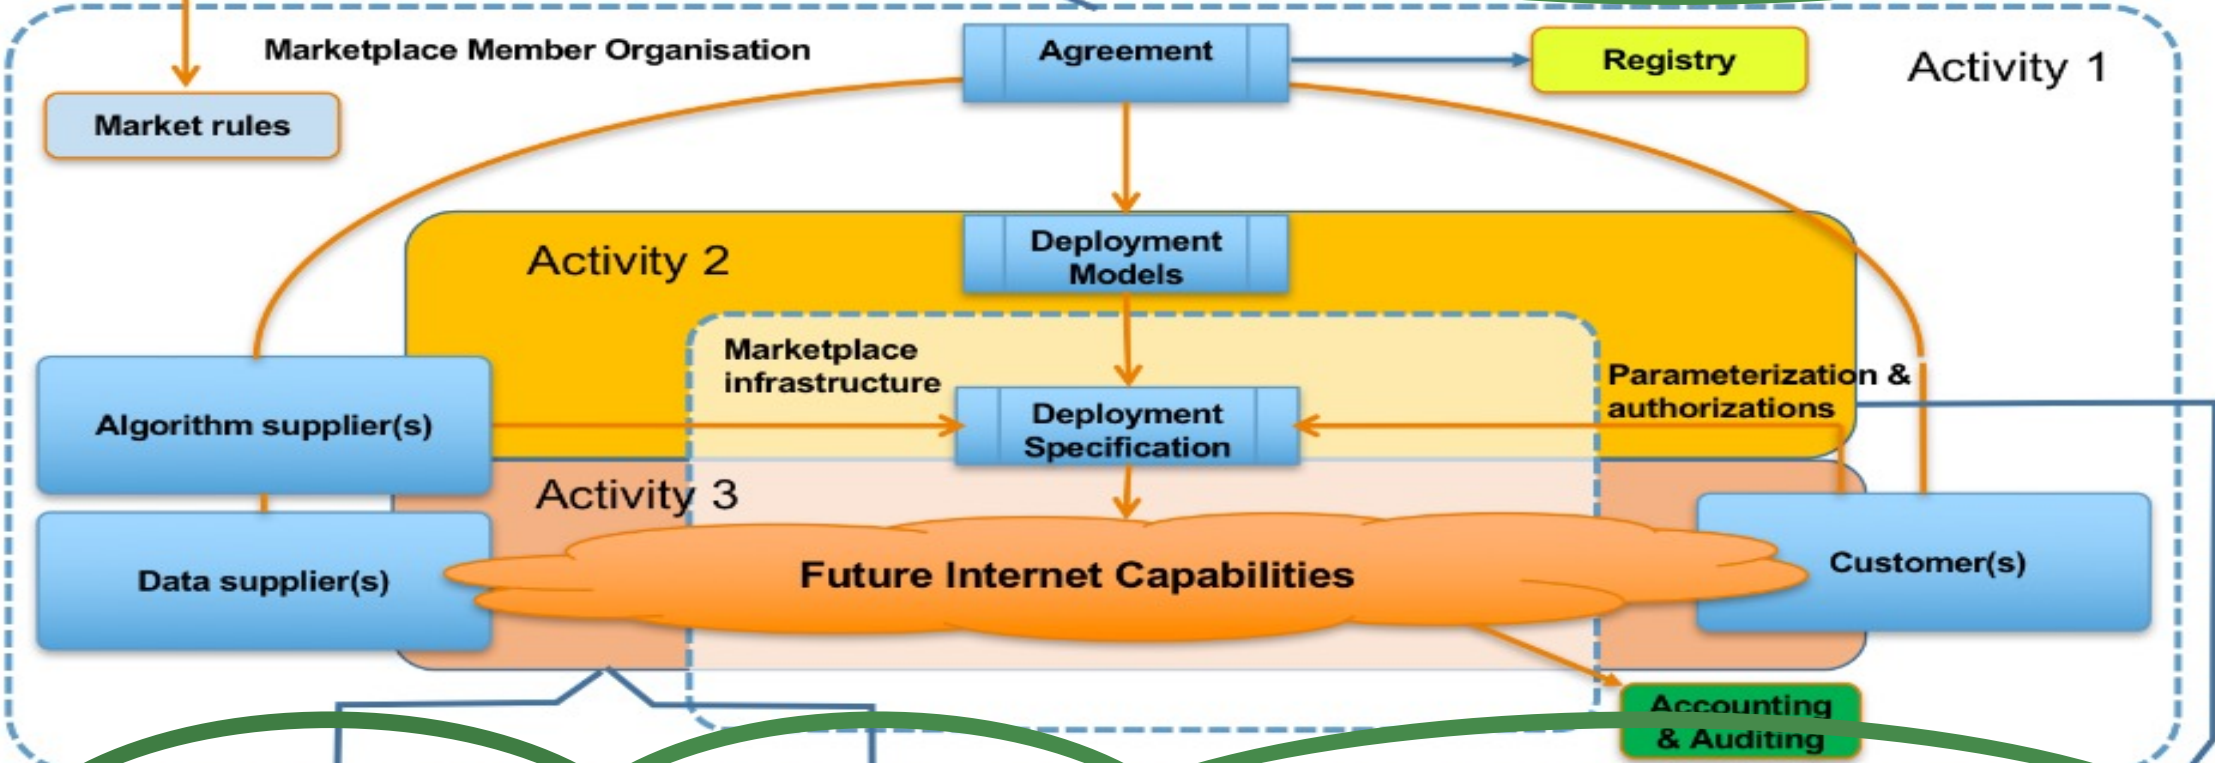 Marketplace Member Organisation
Agreement
Registry
Activity 1
Market rules
Activity 2
Deployment
Models
Marketplace
infrastructure
Parameterization &
authorizations
Algorithm supplier(s)
Deployment
Specification
Activity 3
Data supplier(s)
Future Internet Capabilities
Customer(s)
Accounting
& Auditing